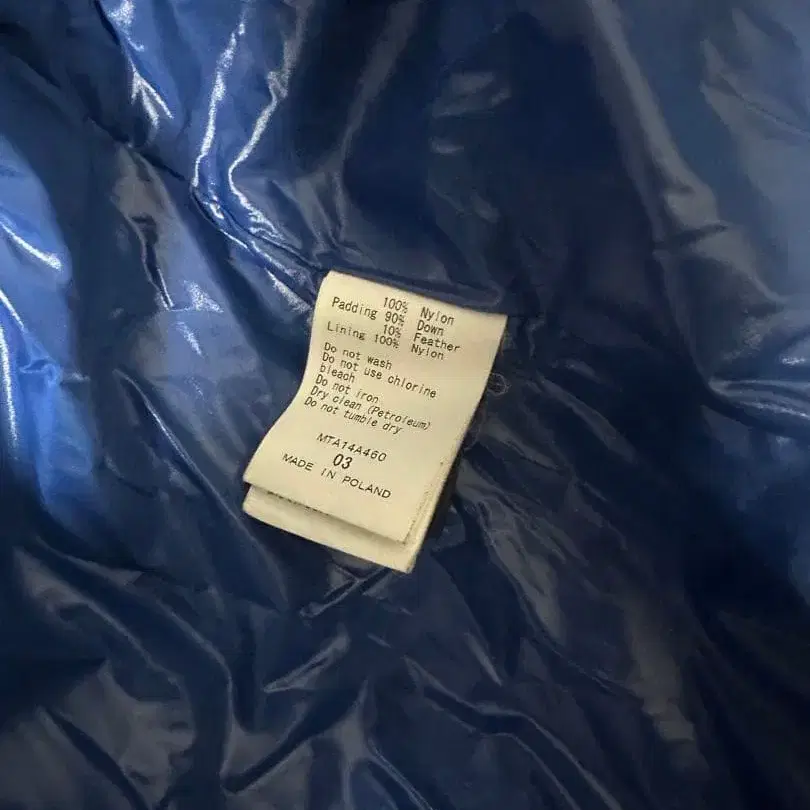 100% Nylon
Padding 90% Down
10% Feather
Lining 100% Nylon
Do not wash
Do not use chlorine
bleach
Do not iron
Dry clean (Petroleum)
Do not tumble dry
MTA14A460
03
MADE IN POLAND